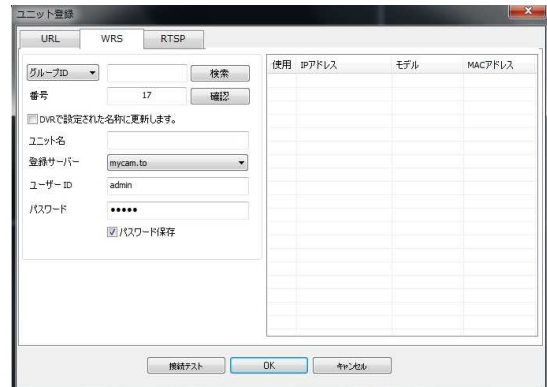 ユニット登録
URL WRS RTSP
グループID 検索
番号 17 確認
DVRで設定された名称に更新します。
ユニット名
登録サーバー mycam.to
ユーザー ID admin
パスワード •••••
パスワード保存
使用 IPアドレス モデル MACアドレス
接続テスト OK キャンセル